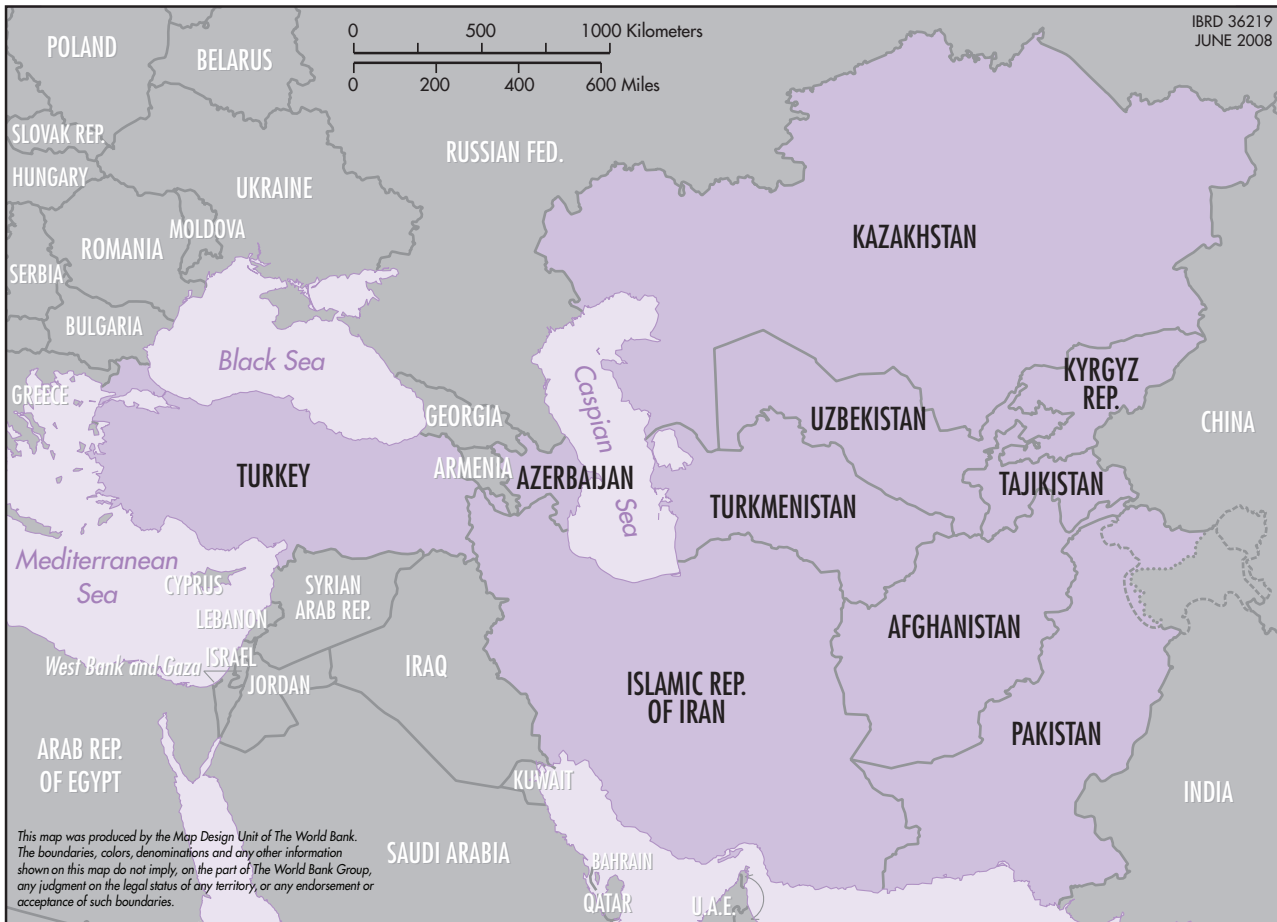 IBRD 36219
JUNE 2008
0 500 1000 Kilometers
0 200 400 600 Miles
POLAND
BELARUS
SLOVAK REP.
HUNGARY
UKRAINE
RUSSIAN FED.
MOLDOVA
ROMANIA
SERBIA
BULGARIA
KAZAKHSTAN
Black Sea
Caspian
Sea
GREECE
GEORGIA
KYRGYZ
REP.
UZBEKISTAN
CHINA
TURKEY
ARMENIA
AZERBAIJAN
TURKMENISTAN
TAJIKISTAN
Mediterranean
Sea
CYPRUS
SYRIAN
ARAB REP.
LEBANON
AFGHANISTAN
West Bank and Gaza
ISRAEL
JORDAN
IRAQ
ISLAMIC REP.
OF IRAN
PAKISTAN
ARAB REP.
OF EGYPT
KUWAIT
INDIA
SAUDI ARABIA
BAHRAIN
QATAR
U.A.E.
This map was produced by the Map Design Unit of The World Bank.
The boundaries, colors, denominations and any other information
shown on this map do not imply, on the part of The World Bank Group,
any judgment on the legal status of any territory, or any endorsement or
acceptance of such boundaries.